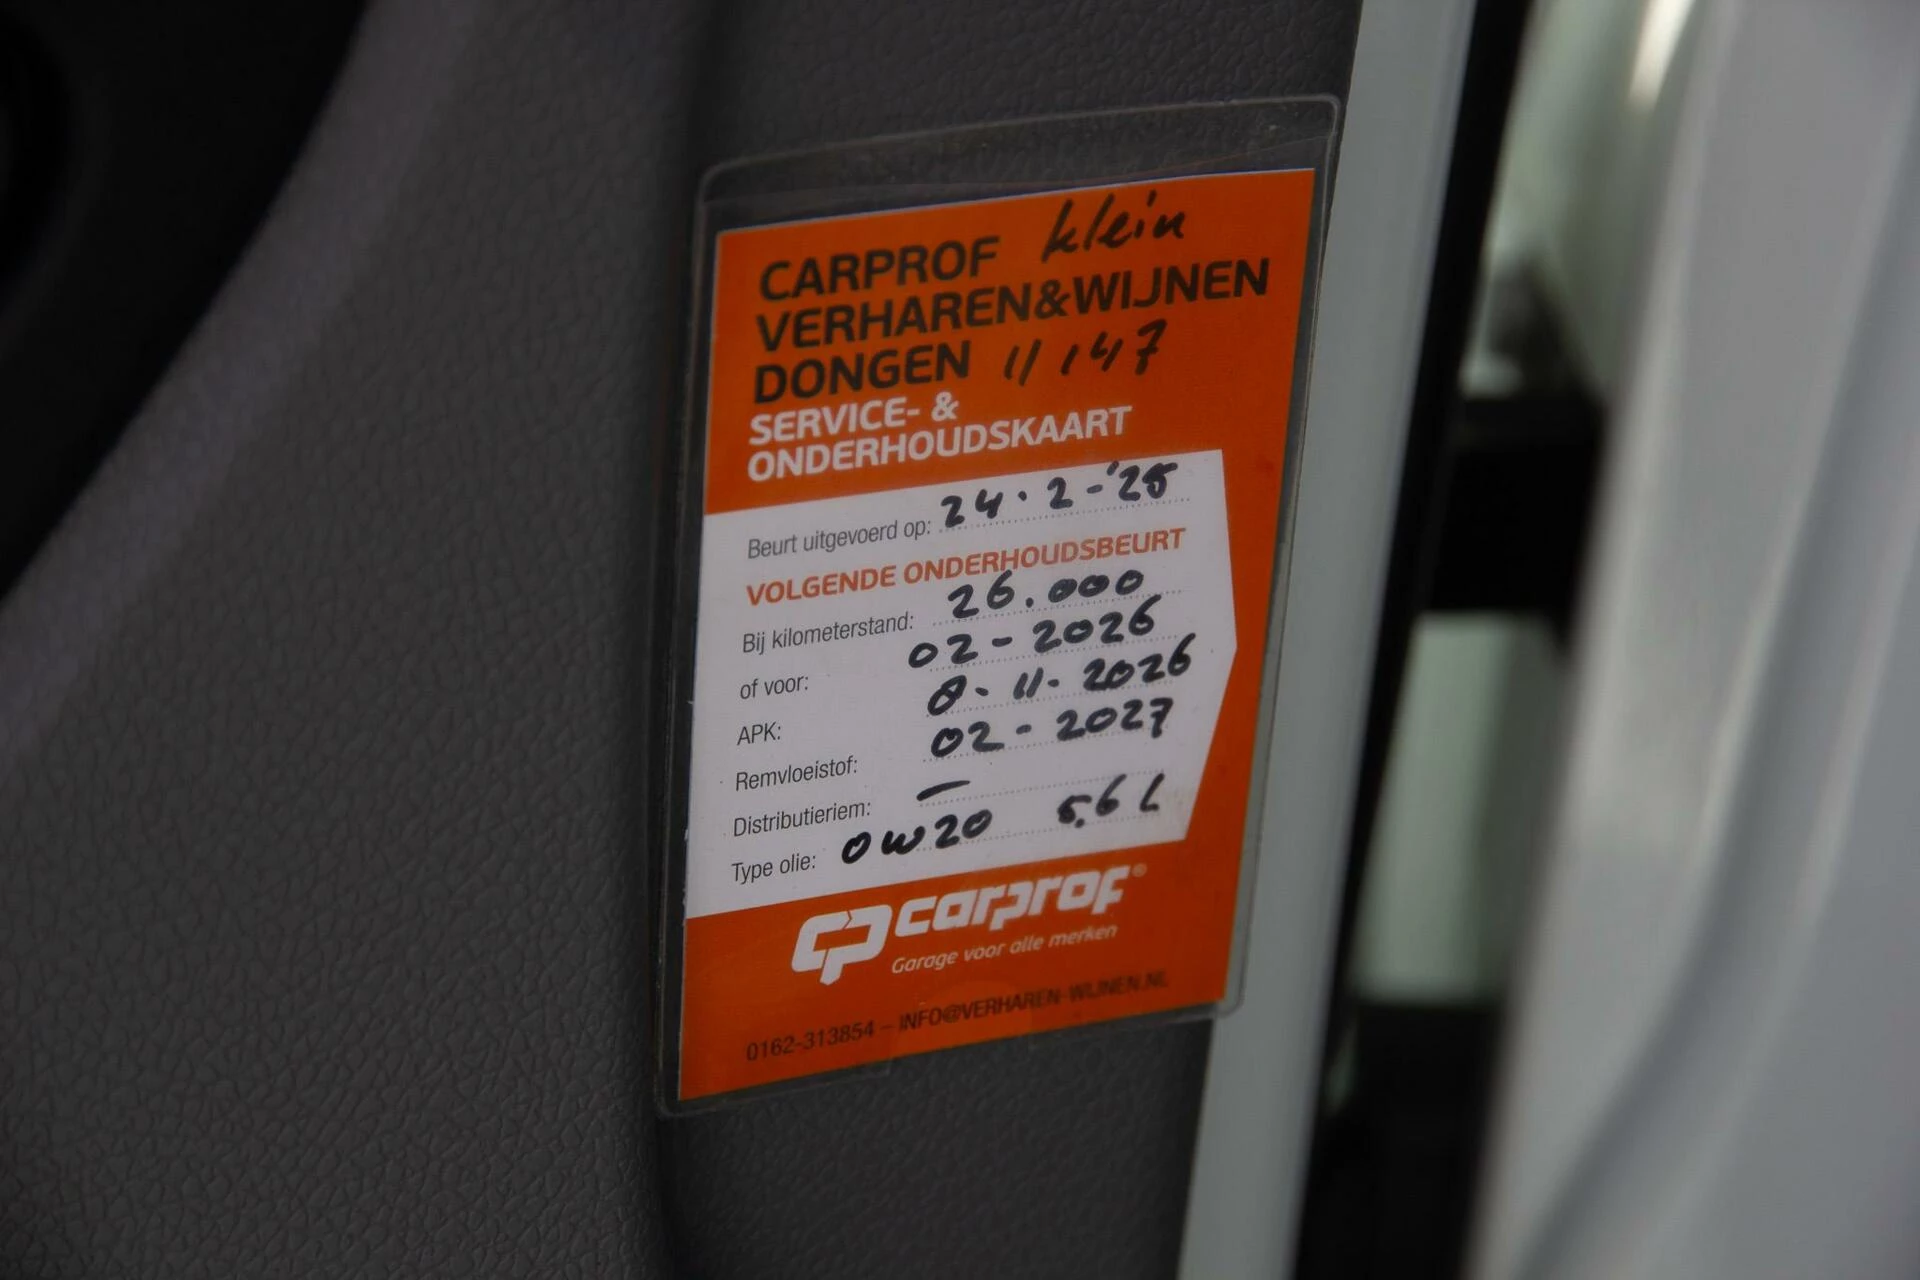 CARPROF klein
VERHAREN&WIJNEN
DONGEN 11147
SERVICE- &
ONDERHOUDSKAART
Beurt uitgevoerd op: 24.2-'25
VOLGENDE ONDERHOUDSBEURT
Bij kilometerstand: 26.000
of voor: 02-2026
APK: 8-11-2026
Remvloeistof: 02-2027
Distributieriem: —
Type olie: 0W20 5,6 L
CP carprof®
Garage voor alle merken
0162-313854 – INFO@VERHAREN-WIJNEN.NL